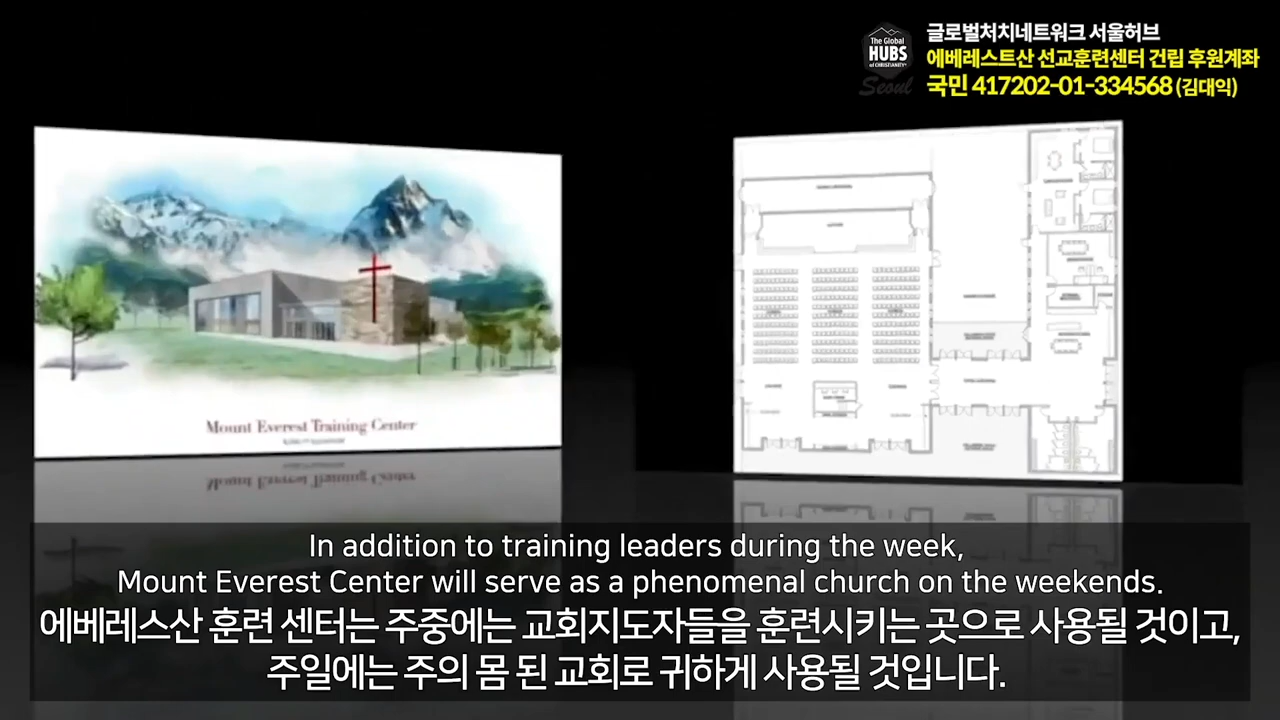 The Global
HUBS
of CHRISTIANITY
Seoul
글로벌처치네트워크 서울허브
에베레스트산 선교훈련센터 건립 후원계좌
국민 417202-01-334568 (김대익)
Mount Everest Training Center
In addition to training leaders during the week,
Mount Everest Center will serve as a phenomenal church on the weekends.
에베레스산 훈련 센터는 주중에는 교회지도자들을 훈련시키는 곳으로 사용될 것이고,
주일에는 주의 몸 된 교회로 귀하게 사용될 것입니다.